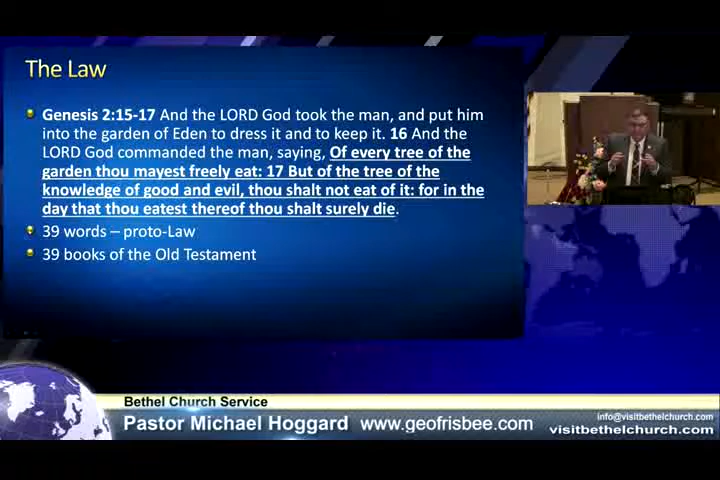 The Law
Genesis 2:15-17 And the LORD God took the man, and put him
into the garden of Eden to dress it and to keep it. 16 And the
LORD God commanded the man, saying, Of every tree of the
garden thou mayest freely eat: 17 But of the tree of the
knowledge of good and evil, thou shalt not eat of it: for in the
day that thou eatest thereof thou shalt surely die.
39 words – proto-Law
39 books of the Old Testament
Bethel Church Service
Pastor Michael Hoggard www.geofrisbee.com
info@visitbethelchurch.com
visitbethelchurch.com